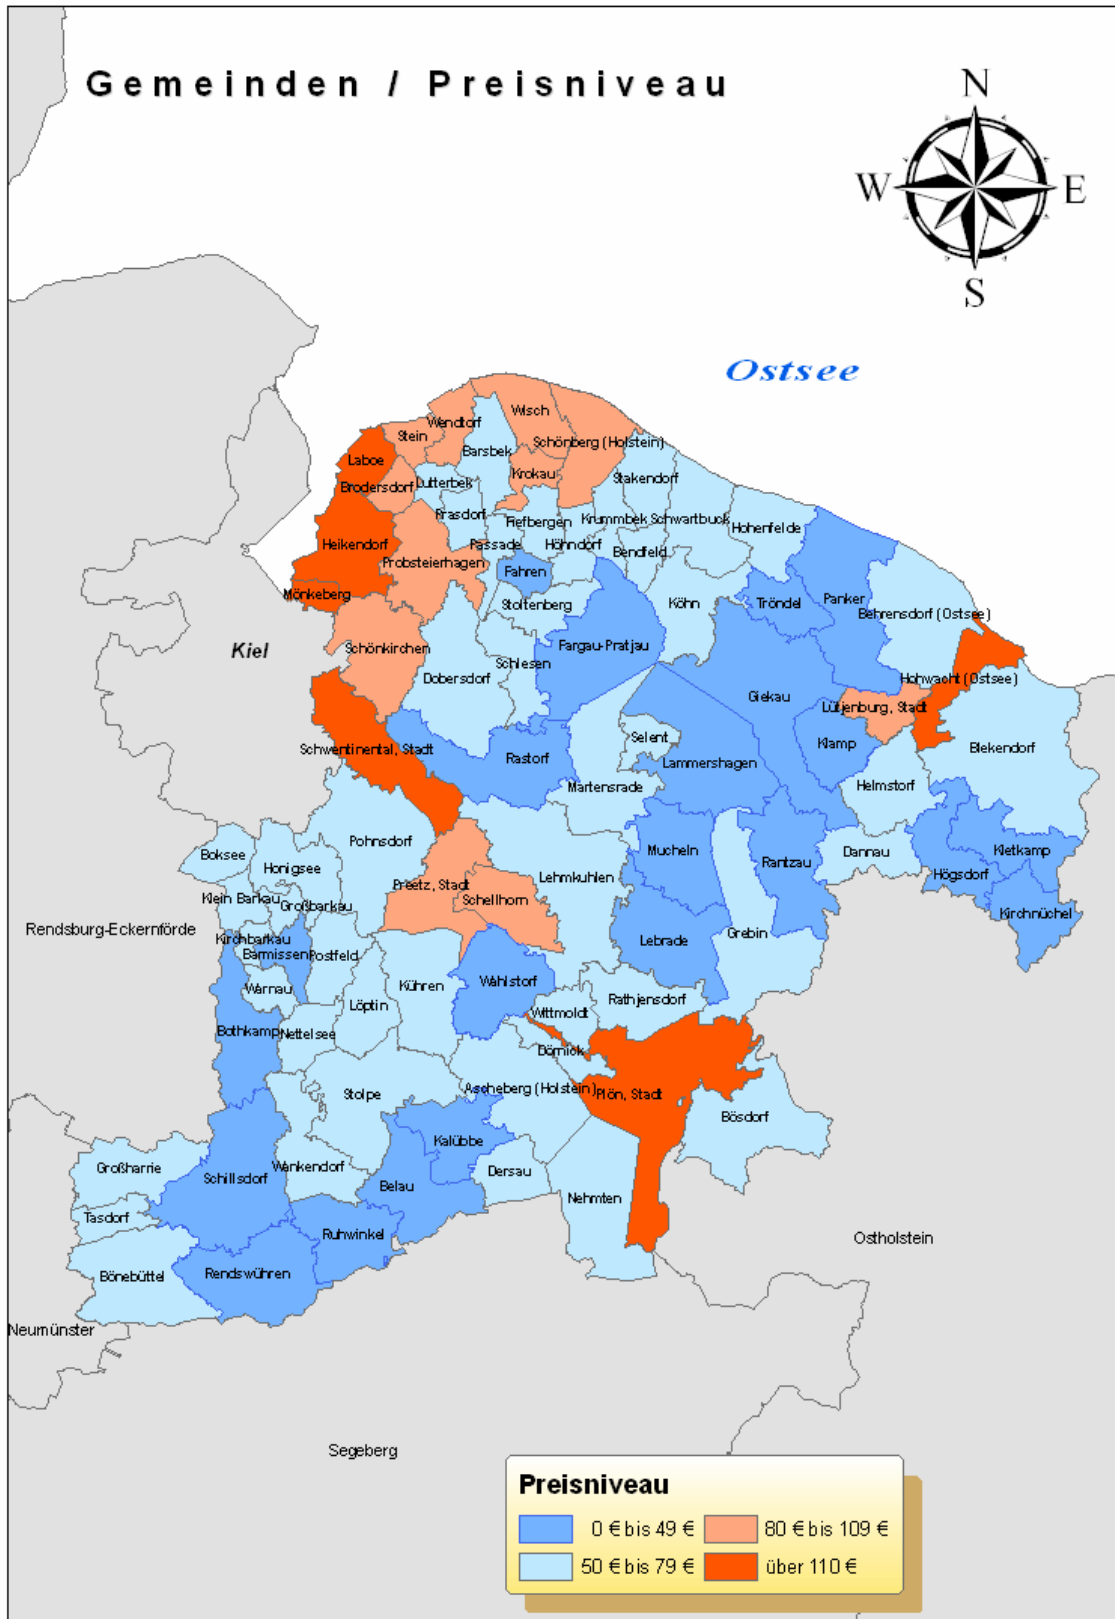 Gemeinden / Preisniveau
N
W
E
S
Ostsee
Wisch
Wendtorf
Stein
Schönberg (Holstein)
Barsbek
Laboe
Krokau
Lutterbek
Stakendorf
Brodersdorf
Prasdorf
Fiefbergen
Krummbek
Schwartbuck
Hohenfelde
Heikendorf
Passade
Höhndorf
Bendfeld
Probsteierhagen
Fahren
Mönkeberg
Stoltenberg
Köhn
Tröndel
Panker
Behrensdorf (Ostsee)
Kiel
Schönkirchen
Fargau-Pratjau
Schlesen
Dobersdorf
Hohwacht (Ostsee)
Giekau
Lütjenburg, Stadt
Selent
Klamp
Schwentinental, Stadt
Rastorf
Lammershagen
Blekendorf
Martensrade
Helmstorf
Pohnsdorf
Boksee
Honigsee
Mucheln
Rantzau
Dannau
Kletkamp
Högsdorf
Preetz, Stadt
Lehmkuhlen
Klein Barkau
Großbarkau
Schellhorn
Kirchnüchel
Rendsburg-Eckernförde
Kirchbarkau
Lebrade
Grebin
Barmissen
Postfeld
Wahlstorf
Warnau
Kühren
Rathjensdorf
Löptin
Wittmoldt
Bothkamp
Nettelsee
Dörnick
Stolpe
Ascheberg (Holstein)
Plön, Stadt
Bösdorf
Kalübbe
Großharrie
Wankendorf
Dersau
Schillsdorf
Belau
Nehmten
Tasdorf
Ruhwinkel
Ostholstein
Bönebüttel
Rendswühren
Neumünster
Segeberg
Preisniveau
0 € bis 49 €
80 € bis 109 €
50 € bis 79 €
über 110 €